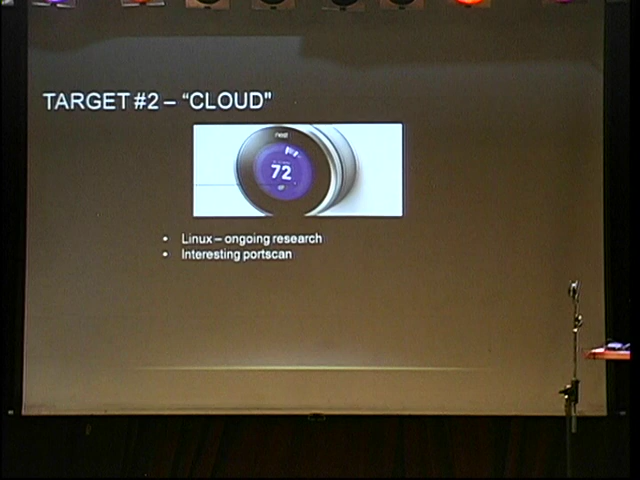 TARGET #2 – “CLOUD”
nest
72
• Linux – ongoing research
• Interesting portscan